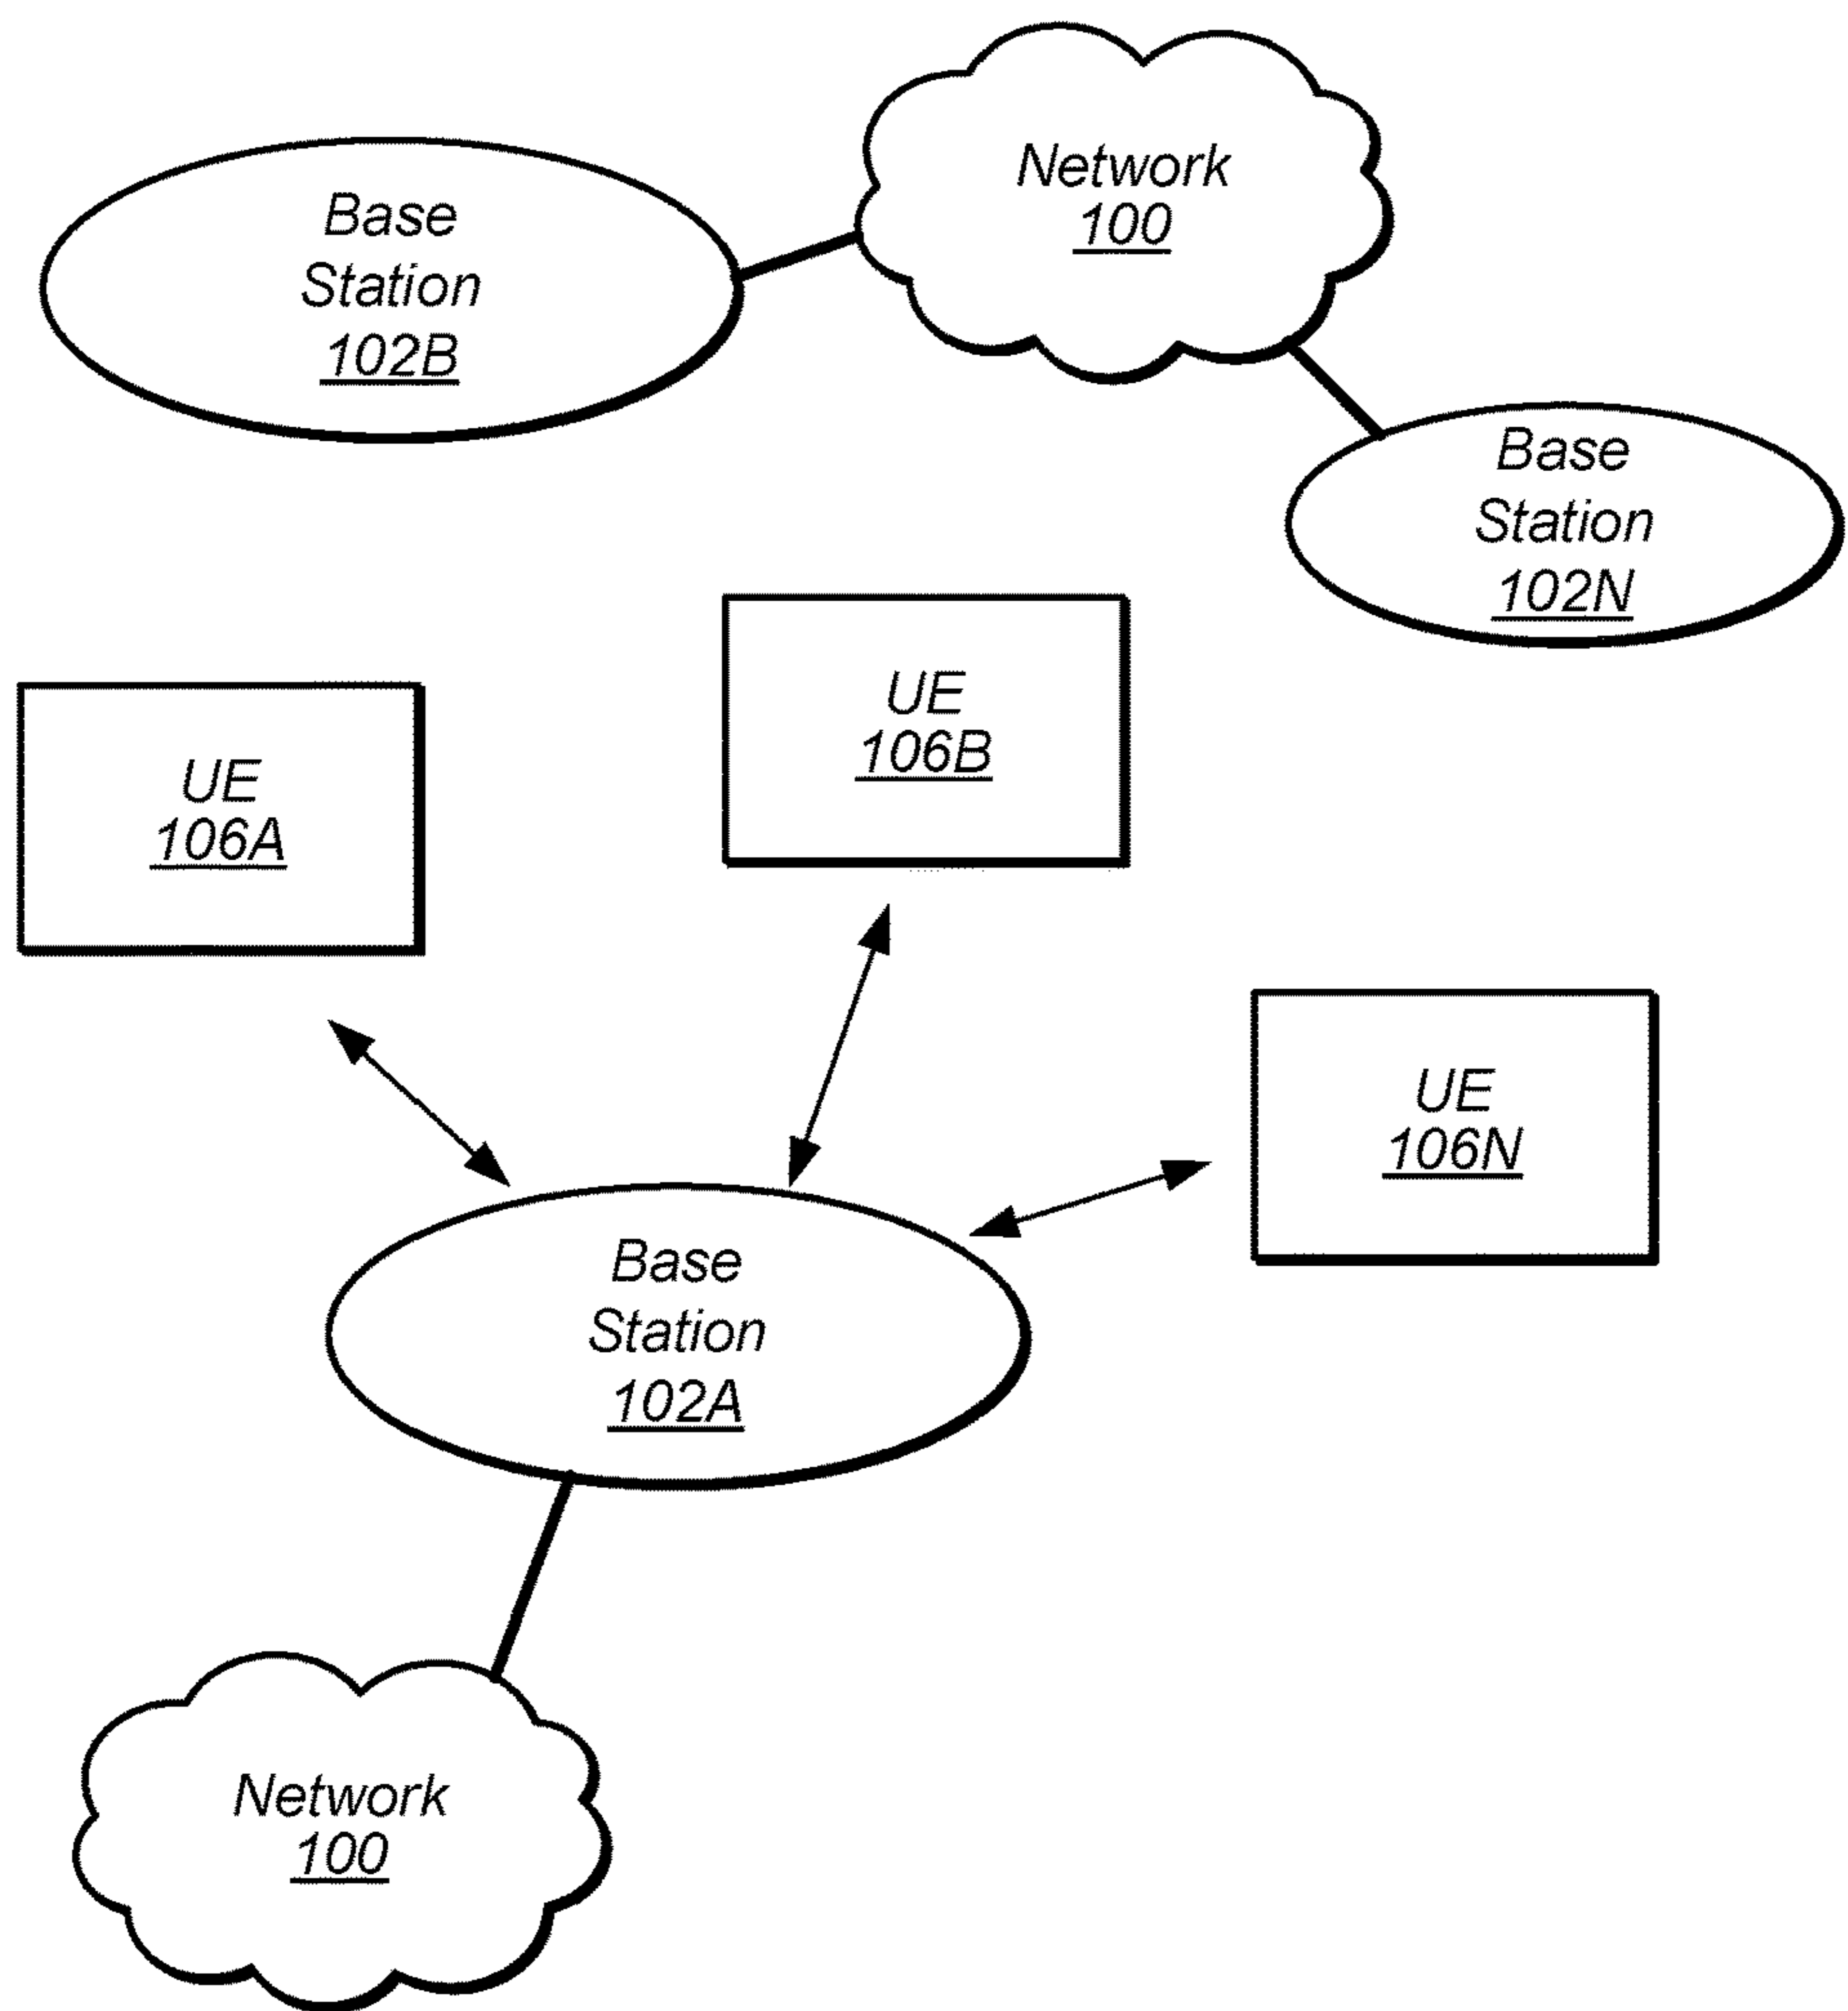 Network
100
Base
Station
102B
Base
Station
102N
UE
106B
UE
106A
UE
106N
Base
Station
102A
Network
100